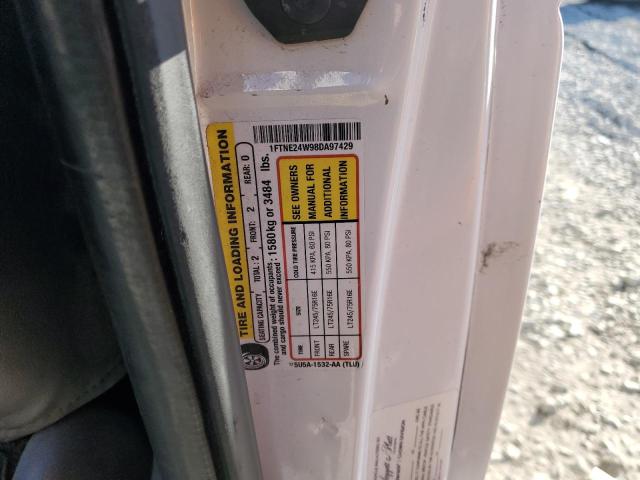 1FTNE24W98DA97429
TIRE AND LOADING INFORMATION
SEATING CAPACITY TOTAL: 2 FRONT: 2 REAR: 0
The combined weight of occupants
and cargo should never exceed : 1580 kg or 3484 lbs.
TIRE SIZE COLD TIRE PRESSURE SEE OWNERS
FRONT LT245/75R16E 415 KPA, 60 PSI MANUAL FOR
REAR LT245/75R16E 550 KPA, 80 PSI ADDITIONAL
SPARE LT245/75R16E 550 KPA, 80 PSI INFORMATION
5U5A-1532-AA (TLU)